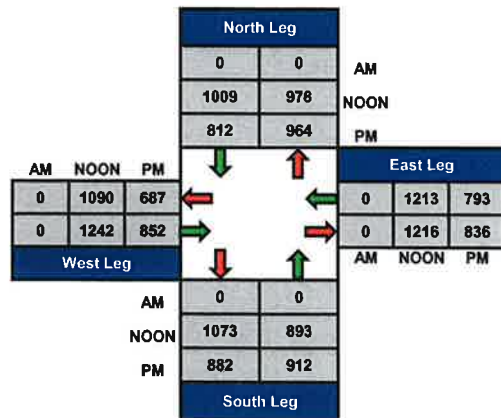 North Leg
0 0
AM
1009 976
NOON
812 964
PM
AM NOON PM
East Leg
0 1090 687
0 1213 793
0 1242 852
0 1216 836
West Leg
AM NOON PM
AM
0 0
NOON
1073 893
PM
882 912
South Leg